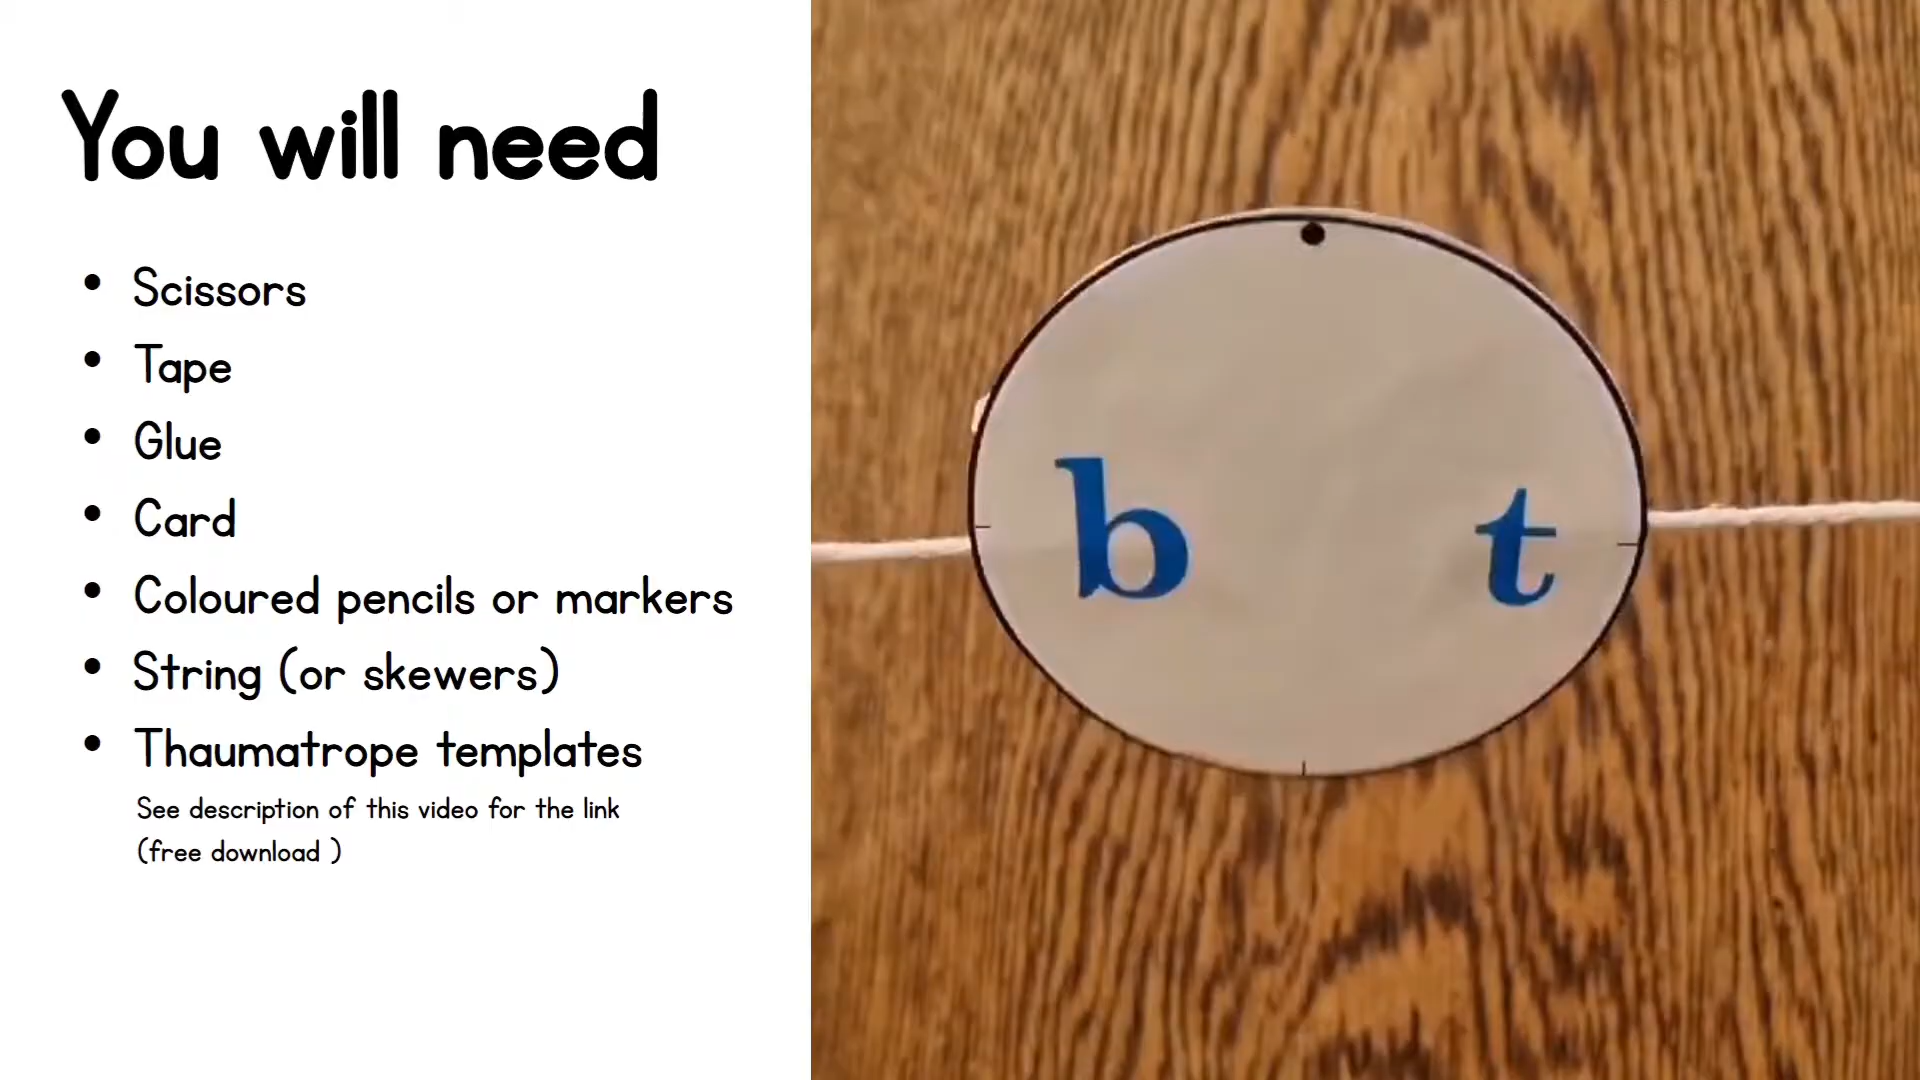 You will need
• Scissors
• Tape
• Glue
• Card
• Coloured pencils or markers
• String (or skewers)
• Thaumatrope templates
See description of this video for the link
(free download )
b t